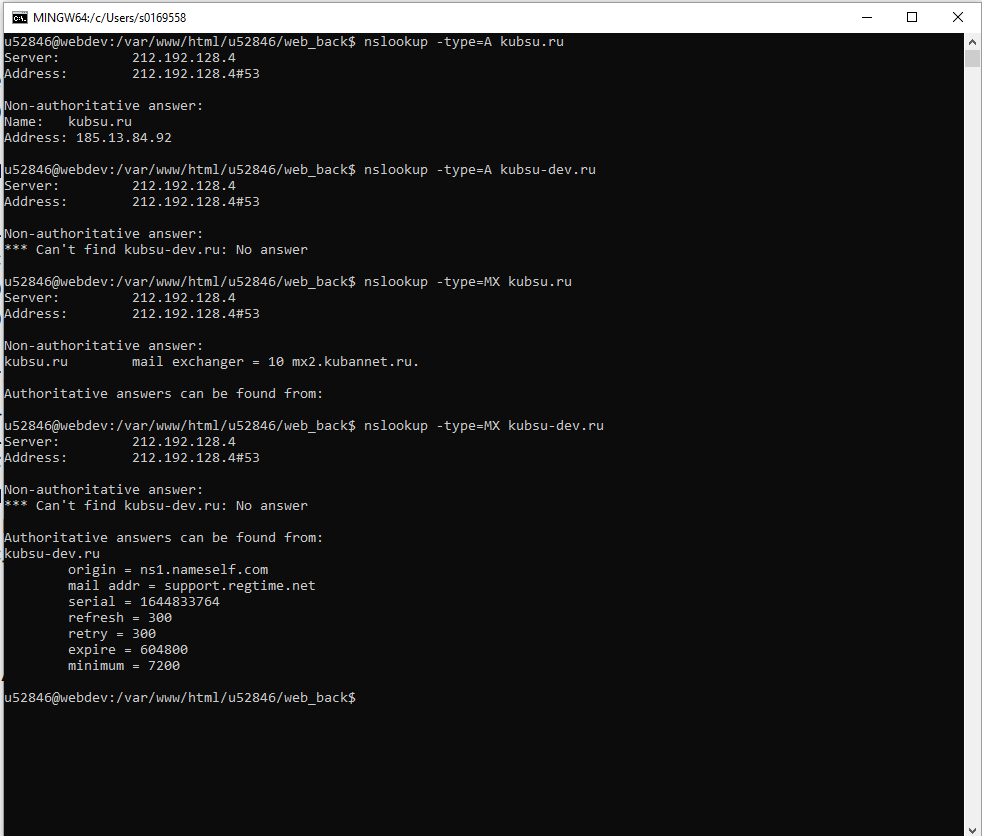 MINGW64:/c/Users/s0169558
u52846@webdev:/var/www/html/u52846/web_back$ nslookup -type=A kubsu.ru
Server:         212.192.128.4
Address:        212.192.128.4#53
Non-authoritative answer:
Name:   kubsu.ru
Address: 185.13.84.92
u52846@webdev:/var/www/html/u52846/web_back$ nslookup -type=A kubsu-dev.ru
Server:         212.192.128.4
Address:        212.192.128.4#53
Non-authoritative answer:
*** Can't find kubsu-dev.ru: No answer
u52846@webdev:/var/www/html/u52846/web_back$ nslookup -type=MX kubsu.ru
Server:         212.192.128.4
Address:        212.192.128.4#53
Non-authoritative answer:
kubsu.ru        mail exchanger = 10 mx2.kubannet.ru.
Authoritative answers can be found from:
u52846@webdev:/var/www/html/u52846/web_back$ nslookup -type=MX kubsu-dev.ru
Server:         212.192.128.4
Address:        212.192.128.4#53
Non-authoritative answer:
*** Can't find kubsu-dev.ru: No answer
Authoritative answers can be found from:
kubsu-dev.ru
        origin = ns1.nameself.com
        mail addr = support.regtime.net
        serial = 1644833764
        refresh = 300
        retry = 300
        expire = 604800
        minimum = 7200
u52846@webdev:/var/www/html/u52846/web_back$